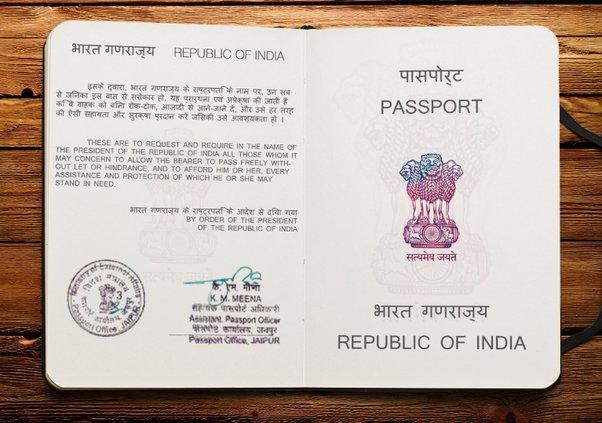 भारत गणराज्य REPUBLIC OF INDIA
इसके द्वारा, भारत गणराज्य के राष्ट्रपति के नाम पर, उन सब
से जिनका इस बात से सरोकार हो, यह प्रार्थना एवं अपेक्षा की जाती है
कि वे वाहक को बिना रोक-टोक, आजादी से आने-जाने दें, और उसे हर तरह
की ऐसी सहायता और सुरक्षा प्रदान करें जिसकी उसे आवश्यकता हो ।
THESE ARE TO REQUEST AND REQUIRE IN THE NAME OF
THE PRESIDENT OF THE REPUBLIC OF INDIA ALL THOSE WHOM IT
MAY CONCERN TO ALLOW THE BEARER TO PASS FREELY WITH-
OUT LET OR HINDRANCE, AND TO AFFORD HIM OR HER, EVERY
ASSISTANCE AND PROTECTION OF WHICH HE OR SHE MAY
STAND IN NEED.
भारत गणराज्य के राष्ट्रपति के आदेश से दिया गया
BY ORDER OF THE PRESIDENT
OF THE REPUBLIC OF INDIA
Ministry of External Affairs
विदेश मंत्रालय
3
Passport Office, JAIPUR
के. एम. मीणा
K. M. MEENA
सहायक पासपोर्ट अधिकारी
Assistant Passport Officer
पासपोर्ट कार्यालय, जयपुर
Passport Office, JAIPUR
पासपोर्ट
PASSPORT
सत्यमेव जयते
भारत गणराज्य
REPUBLIC OF INDIA